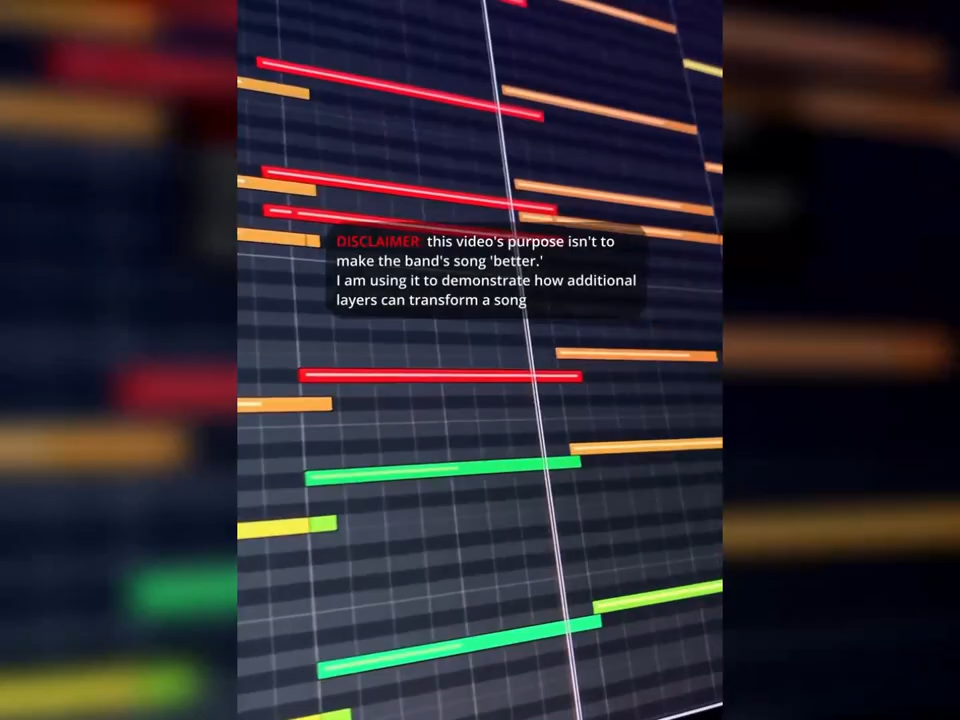 DISCLAIMER: this video's purpose isn't to
make the band's song 'better.'
I am using it to demonstrate how additional
layers can transform a song